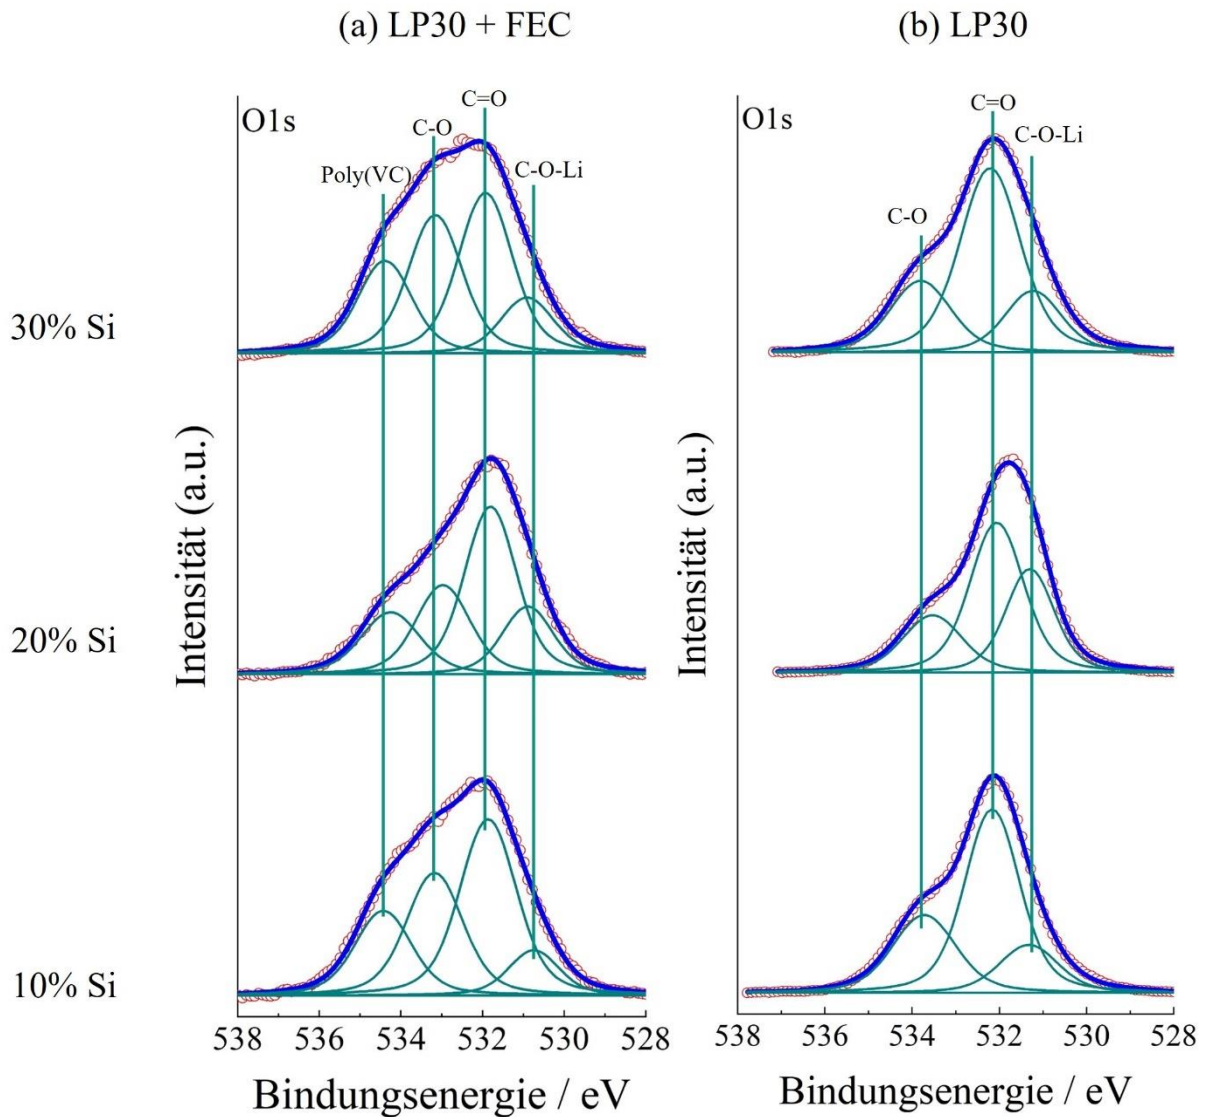 (a) LP30 + FEC
(b) LP30
O1s
C=O
C-O
Poly(VC)
C-O-Li
O1s
C=O
C-O-Li
C-O
30% Si
20% Si
10% Si
Intensität (a.u.)
Intensität (a.u.)
538 536 534 532 530 528
538 536 534 532 530 528
Bindungsenergie / eV
Bindungsenergie / eV